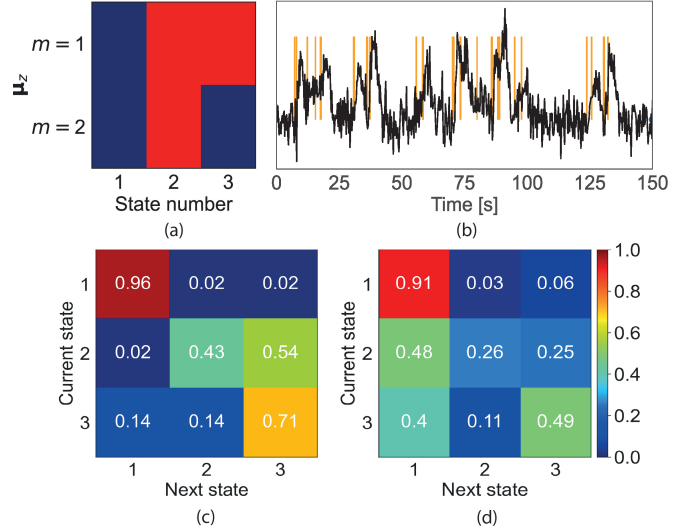 μz
m = 1
m = 2
1 2 3
State number
(a)
0 25 50 75 100 125 150
Time [s]
(b)
Current state
1 0.96 0.02 0.02
2 0.02 0.43 0.54
3 0.14 0.14 0.71
1 2 3
Next state
(c)
Current state
1 0.91 0.03 0.06
2 0.48 0.26 0.25
3 0.4 0.11 0.49
1 2 3
Next state
(d)
1.0
0.8
0.6
0.4
0.2
0.0